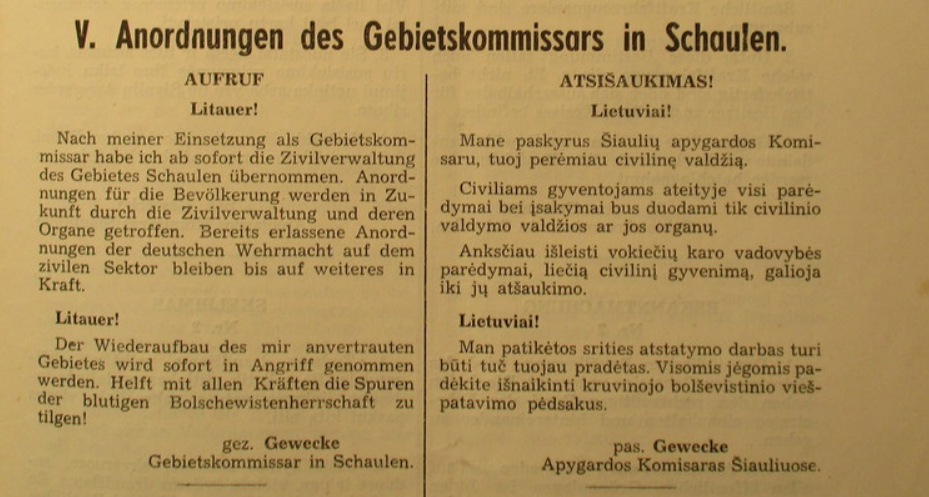 V. Anordnungen des Gebietskommissars in Schaulen.
AUFRUF
Litauer!
Nach meiner Einsetzung als Gebietskom-
missar habe ich ab sofort die Zivilverwaltung
des Gebietes Schaulen übernommen. Anord-
nungen für die Bevölkerung werden in Zu-
kunft durch die Zivilverwaltung und deren
Organe getroffen. Bereits erlassene Anord-
nungen der deutschen Wehrmacht auf dem
zivilen Sektor bleiben bis auf weiteres in
Kraft.
Litauer!
Der Wiederaufbau des mir anvertrauten
Gebietes wird sofort in Angriff genommen
werden. Helft mit allen Kräften die Spuren
der blutigen Bolschewistenherrschaft zu
tilgen!
gez. Gewecke
Gebietskommissar in Schaulen.
ATSIŠAUKIMAS!
Lietuviai!
Mane paskyrus Šiaulių apygardos Komi-
saru, tuoj perėmiau civilinę valdžią.
Civiliams gyventojams ateityje visi parė-
dymai bei įsakymai bus duodami tik civilinio
valdymo valdžios ar jos organų.
Anksčiau išleisti vokiečių karo vadovybės
parėdymai, liečią civilinį gyvenimą, galioja
iki jų atšaukimo.
Lietuviai!
Man patikėtos srities atstatymo darbas turi
būti tuč tuojau pradėtas. Visomis jėgomis pa-
dėkite išnaikinti kruvinojo bolševistinio vieš-
patavimo pėdsakus.
pas. Gewecke
Apygardos Komisaras Šiauliuose.